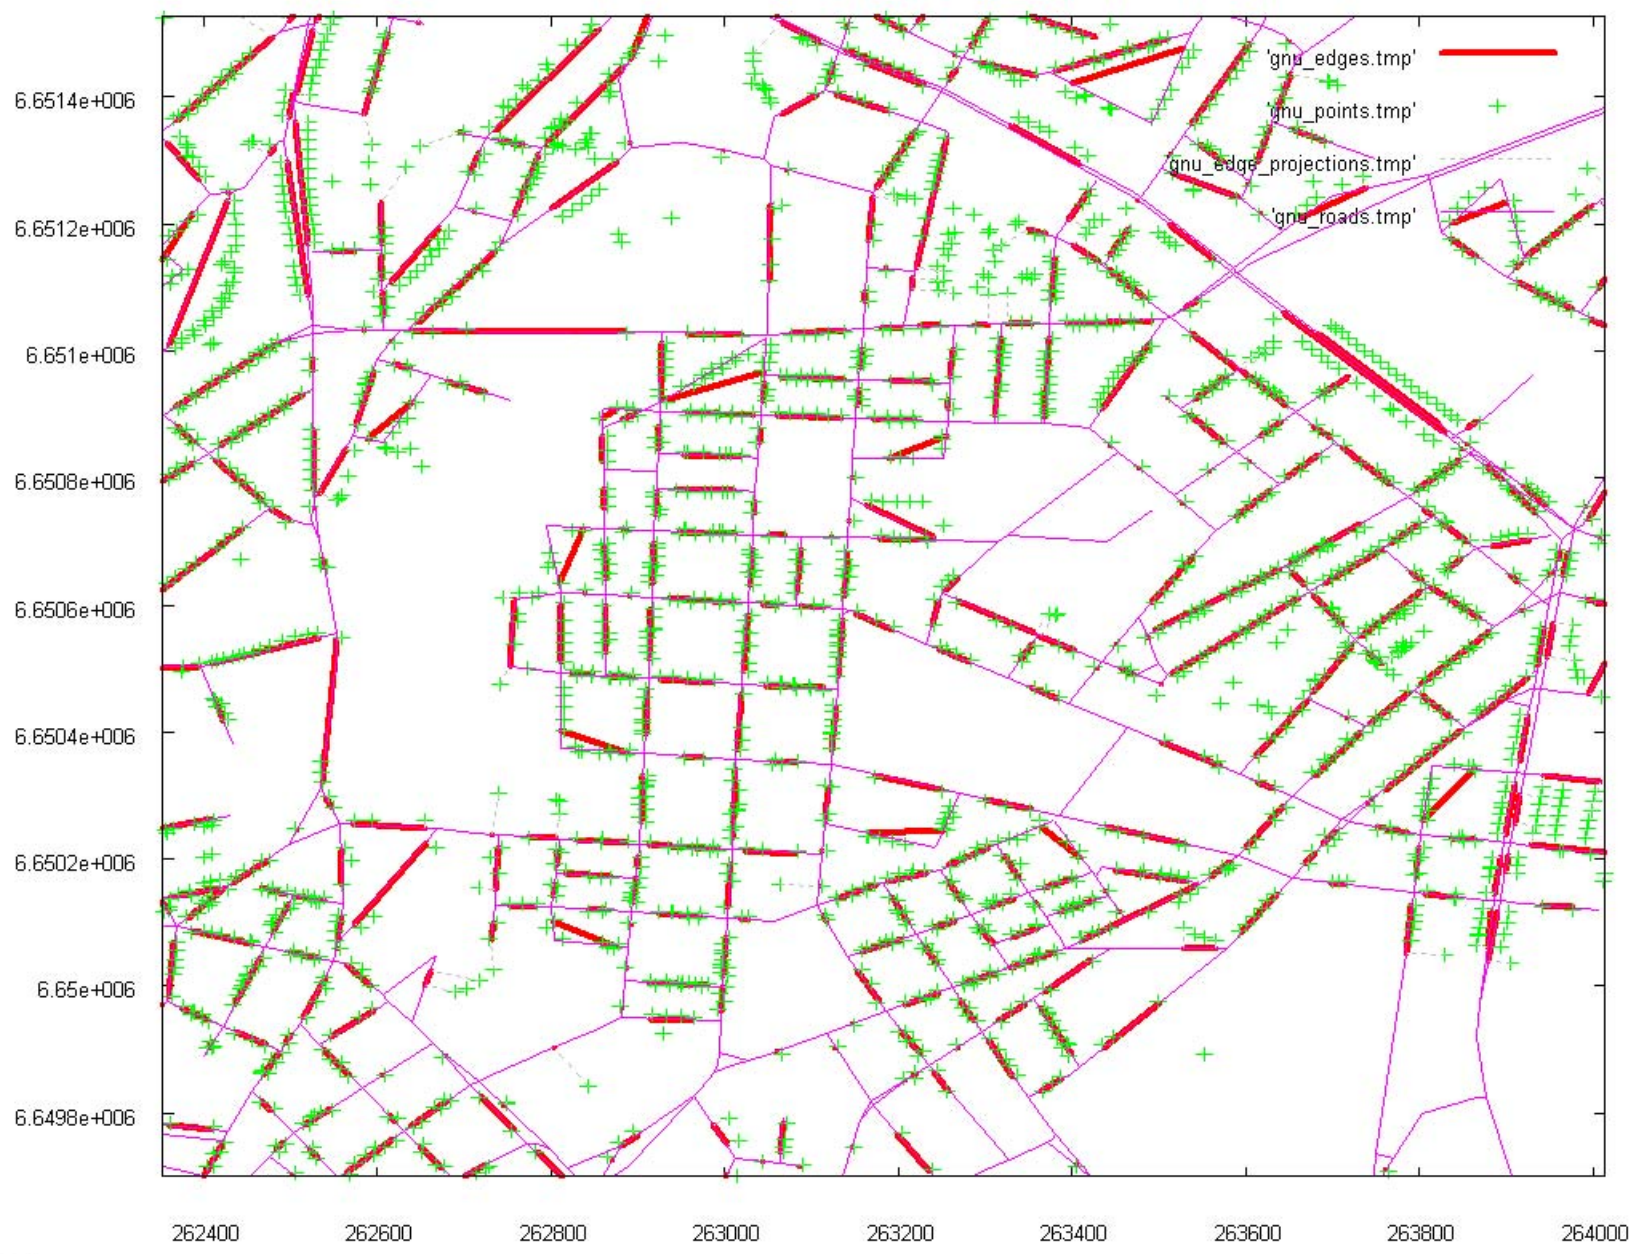 'gnu_edges.tmp'
'gnu_points.tmp'
'gnu_edge_projections.tmp'
'gnu_roads.tmp'
6.6514e+006
6.6512e+006
6.651e+006
6.6508e+006
6.6506e+006
6.6504e+006
6.6502e+006
6.65e+006
6.6498e+006
262400 262600 262800 263000 263200 263400 263600 263800 264000